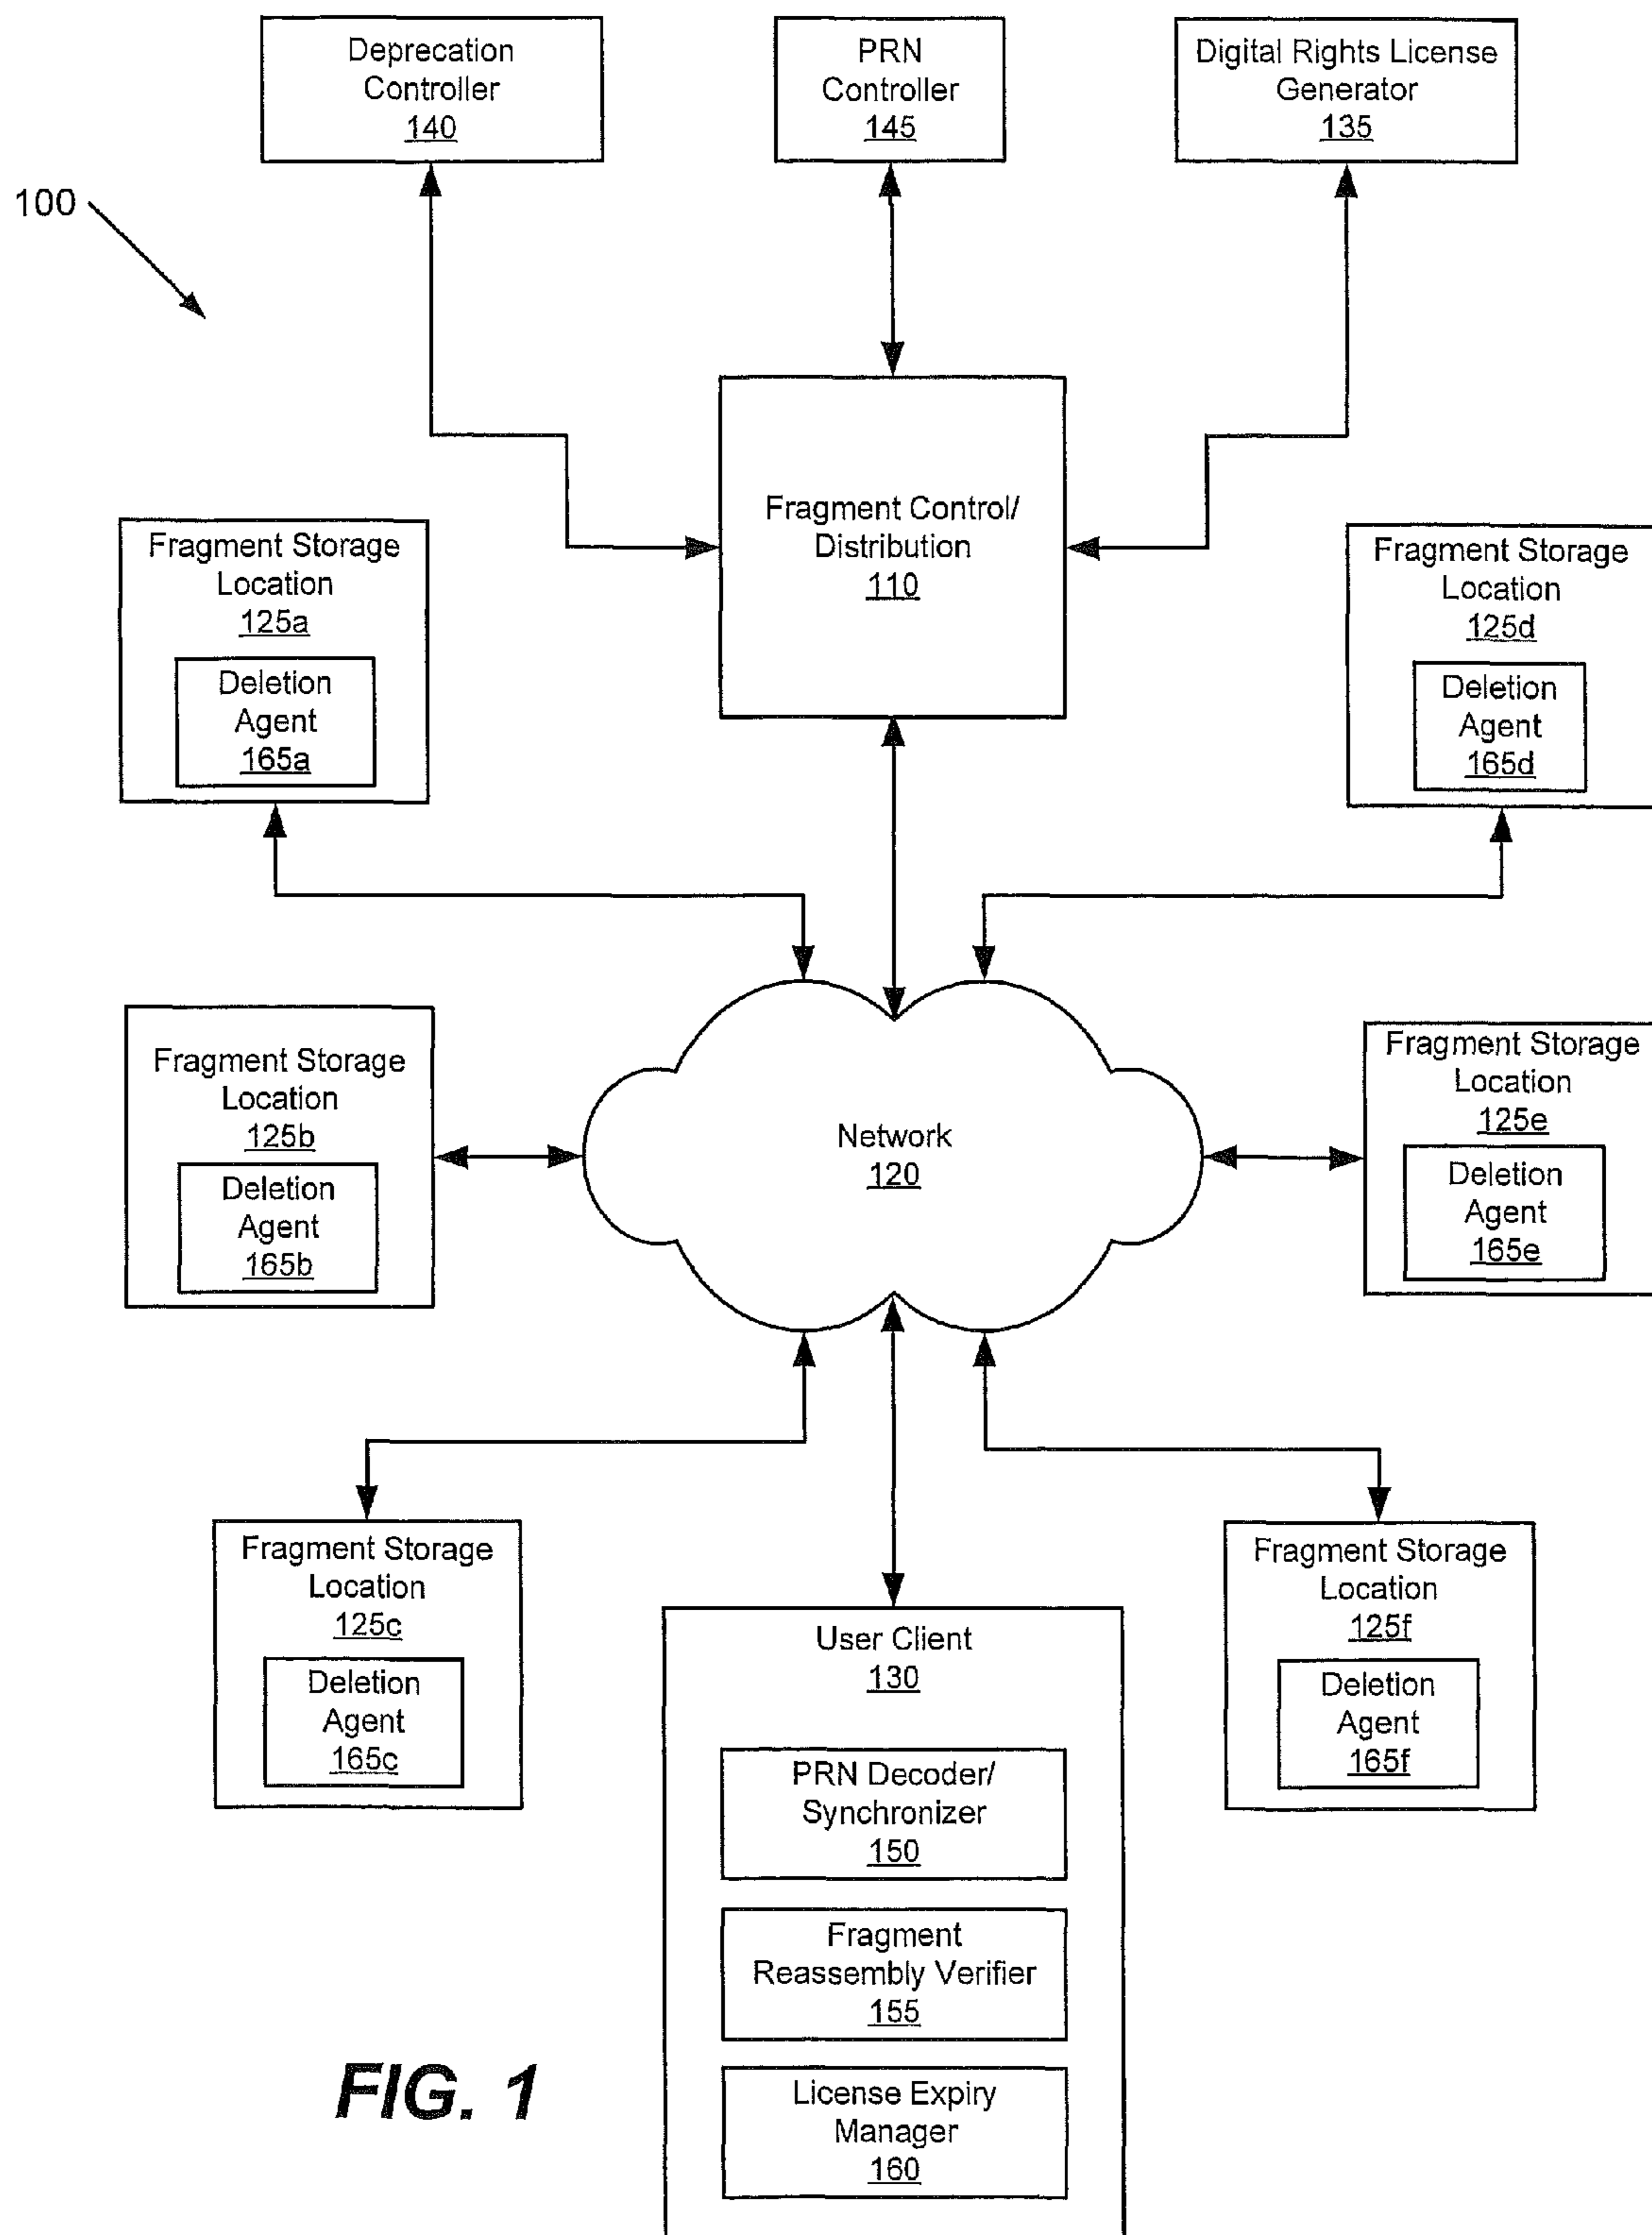 Deprecation
Controller
140
PRN
Controller
145
Digital Rights License
Generator
135
100
Fragment Control/
Distribution
110
Fragment Storage
Location
125a
Deletion
Agent
165a
Fragment Storage
Location
125d
Deletion
Agent
165d
Fragment Storage
Location
125b
Deletion
Agent
165b
Network
120
Fragment Storage
Location
125e
Deletion
Agent
165e
Fragment Storage
Location
125c
Deletion
Agent
165c
User Client
130
PRN Decoder/
Synchronizer
150
Fragment
Reassembly Verifier
155
License Expiry
Manager
160
Fragment Storage
Location
125f
Deletion
Agent
165f
FIG. 1